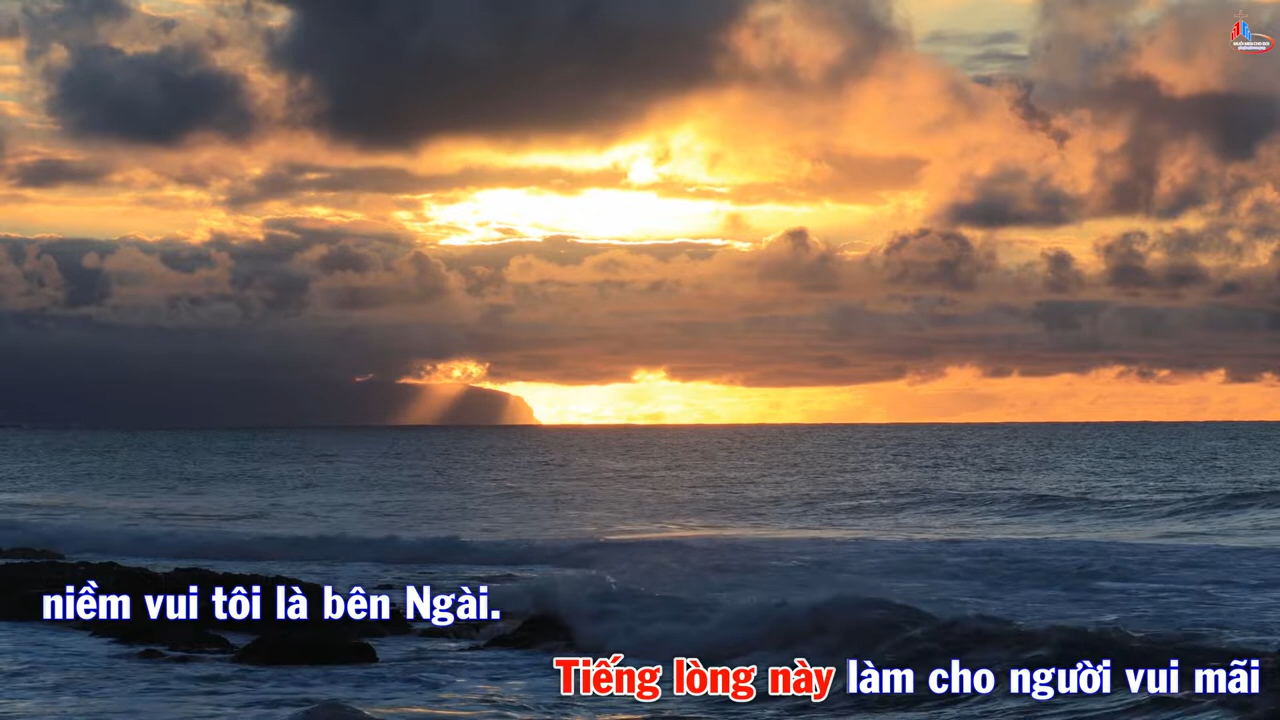 niềm vui tôi là bên Ngài.
Tiếng lòng này làm cho người vui mãi